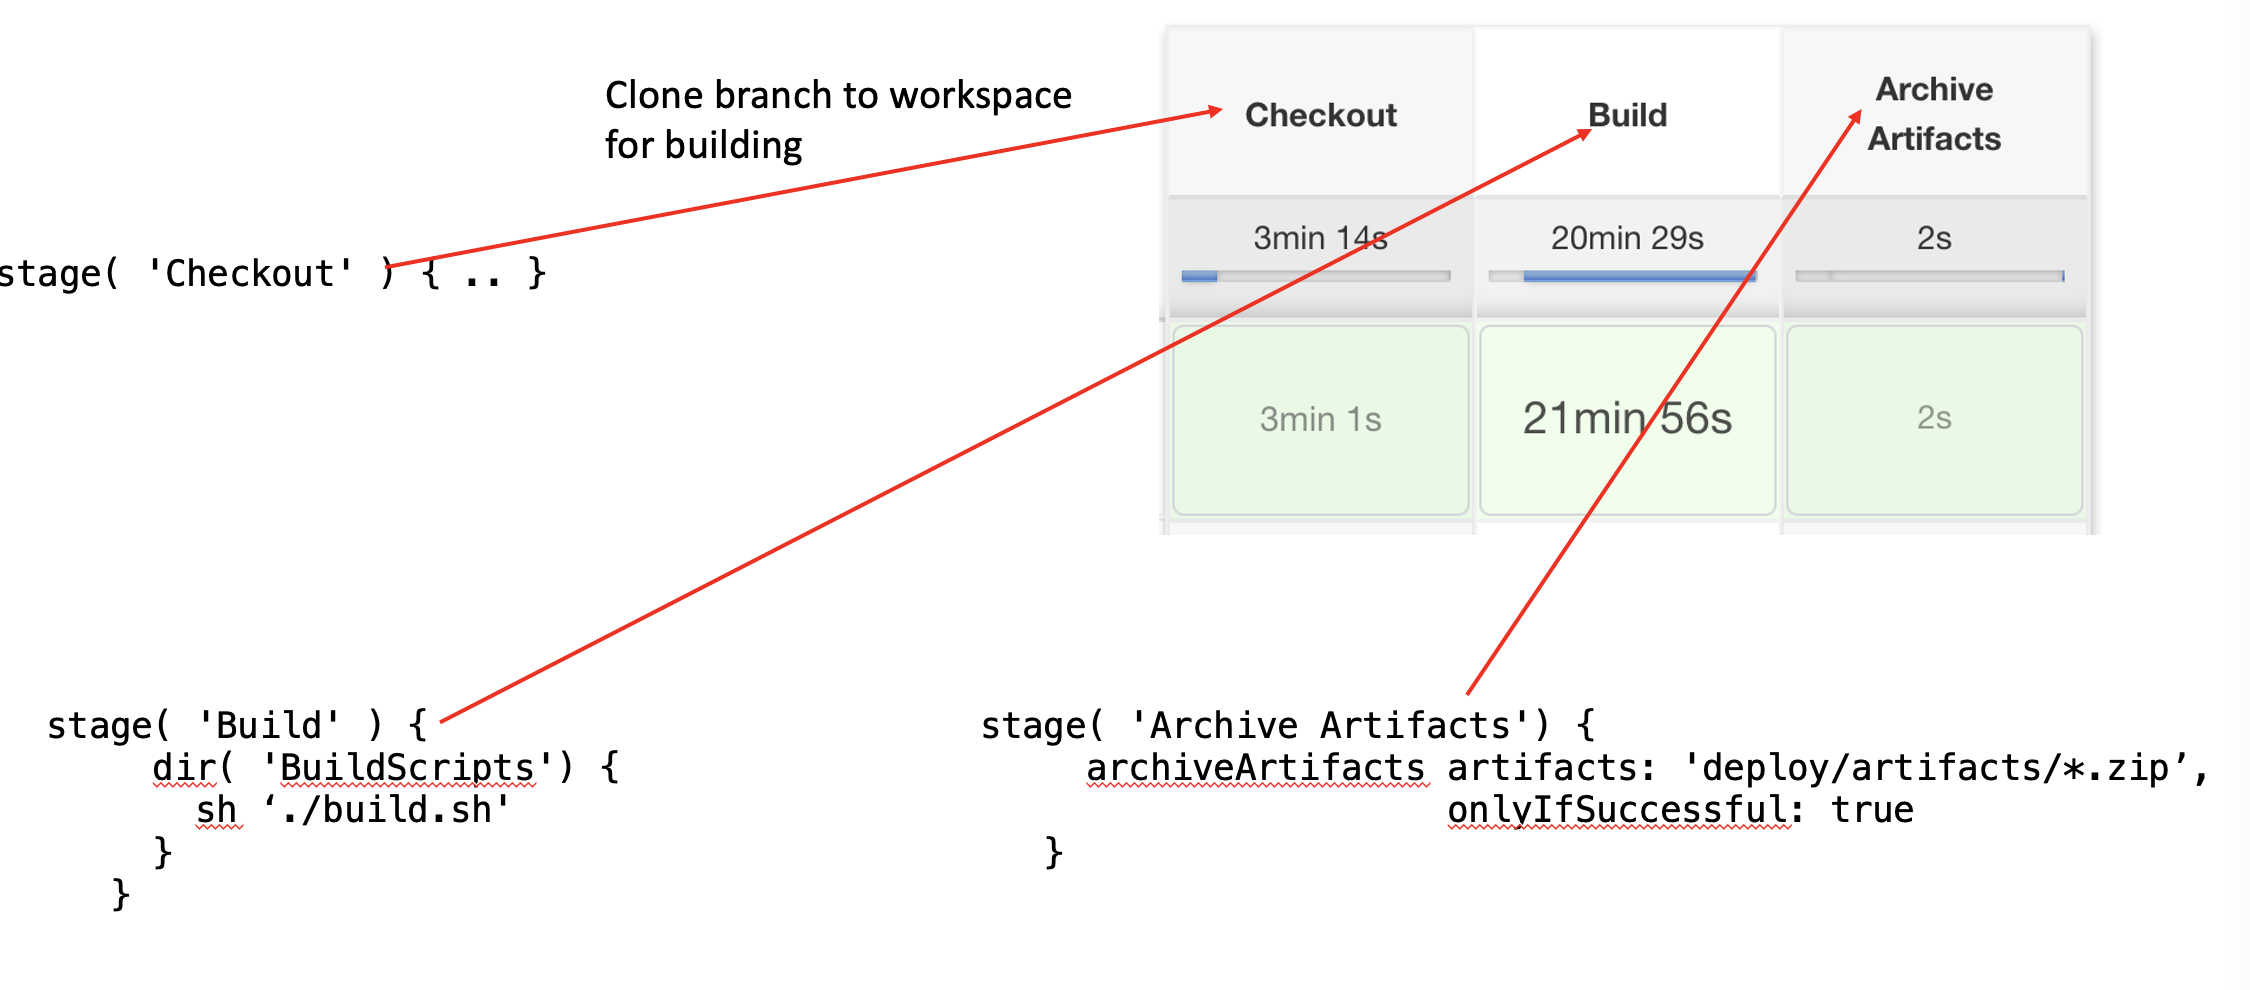 Clone branch to workspace
for building
Checkout
Build
Archive
Artifacts
3min 14s
20min 29s
2s
3min 1s
21min 56s
2s
stage( 'Checkout' ) { .. }
stage( 'Build' ) {
dir( 'BuildScripts') {
sh ‘./build.sh'
}
}
stage( 'Archive Artifacts') {
archiveArtifacts artifacts: 'deploy/artifacts/*.zip’,
onlyIfSuccessful: true
}